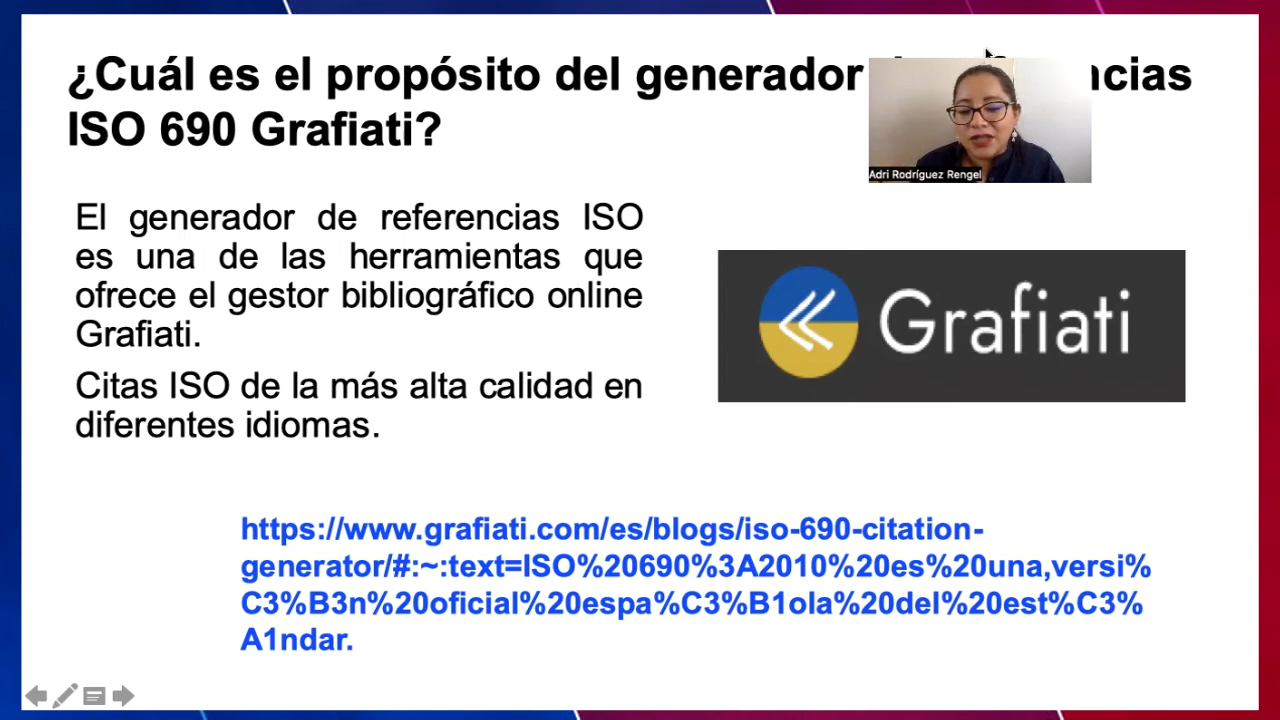 ¿Cuál es el propósito del generador ncias
ISO 690 Grafiati?
Adri Rodríguez Rengel
El generador de referencias ISO
es una de las herramientas que
ofrece el gestor bibliográfico online
Grafiati.
Citas ISO de la más alta calidad en
diferentes idiomas.
Grafiati
https://www.grafiati.com/es/blogs/iso-690-citation-
generator/#:~:text=ISO%20690%3A2010%20es%20una,versi%
C3%B3n%20oficial%20espa%C3%B1ola%20del%20est%C3%
A1ndar.